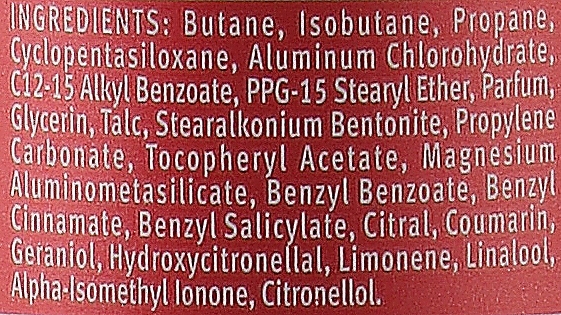 INGREDIENTS: Butane, Isobutane, Propane,
Cyclopentasiloxane, Aluminum Chlorohydrate,
C12-15 Alkyl Benzoate, PPG-15 Stearyl Ether, Parfum,
Glycerin, Talc, Stearalkonium Bentonite, Propylene
Carbonate, Tocopheryl Acetate, Magnesium
Aluminometasilicate, Benzyl Benzoate, Benzyl
Cinnamate, Benzyl Salicylate, Citral, Coumarin,
Geraniol, Hydroxycitronellal, Limonene, Linalool,
Alpha-Isomethyl Ionone, Citronellol.